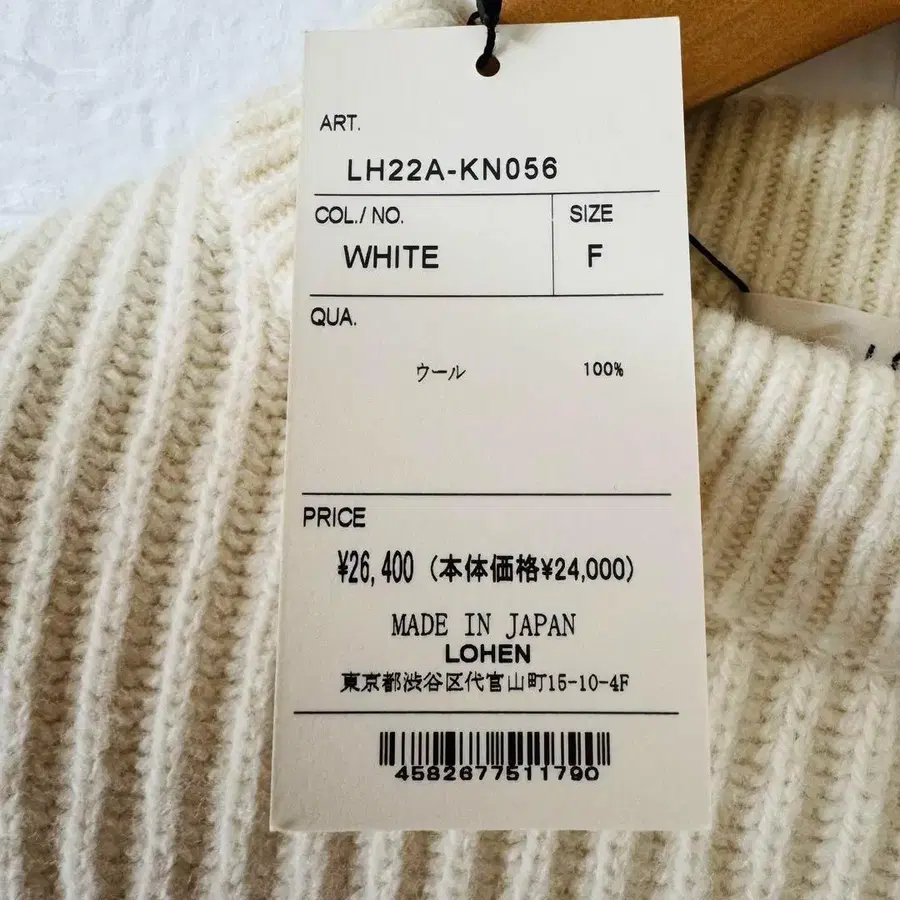 ART.
LH22A-KN056
COL./ NO.
SIZE
WHITE
F
QUA.
ウール 100%
PRICE
¥26,400 (本体価格¥24,000)
MADE IN JAPAN
LOHEN
東京都渋谷区代官山町15-10-4F
4582677511790